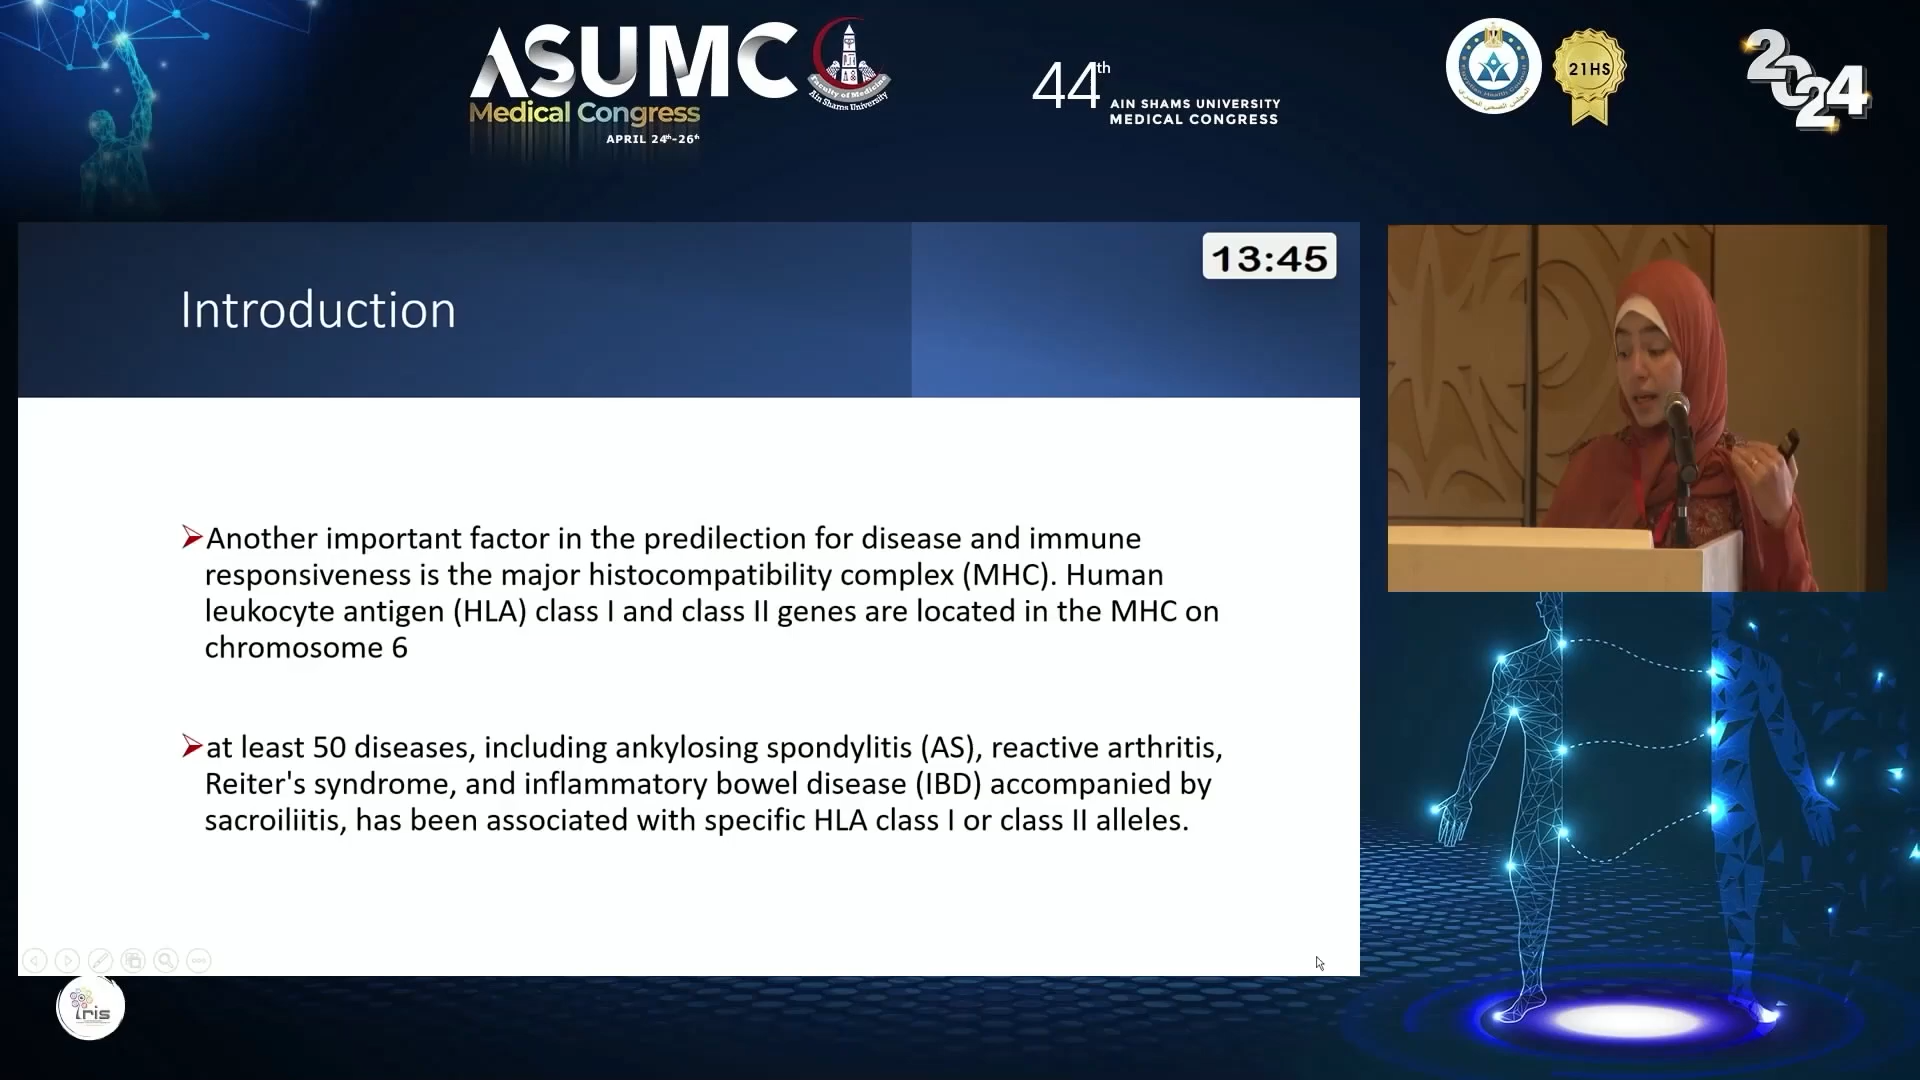 ASUMC
Medical Congress
APRIL 24th-26th
Faculty of Medicine
Ain Shams University
44th
AIN SHAMS UNIVERSITY
MEDICAL CONGRESS
21HS
2024
13:45
Introduction
➢Another important factor in the predilection for disease and immune
responsiveness is the major histocompatibility complex (MHC). Human
leukocyte antigen (HLA) class I and class II genes are located in the MHC on
chromosome 6
➢at least 50 diseases, including ankylosing spondylitis (AS), reactive arthritis,
Reiter's syndrome, and inflammatory bowel disease (IBD) accompanied by
sacroiliitis, has been associated with specific HLA class I or class II alleles.
iris